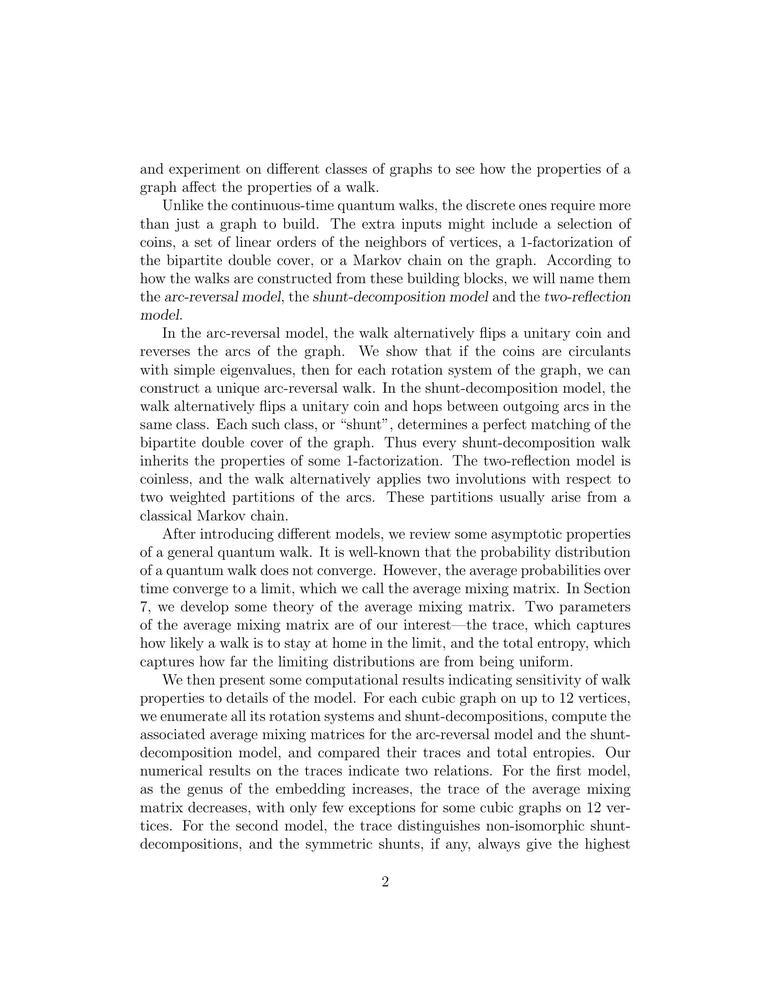 and experiment on different classes of graphs to see how the properties of a
graph affect the properties of a walk.
Unlike the continuous-time quantum walks, the discrete ones require more
than just a graph to build. The extra inputs might include a selection of
coins, a set of linear orders of the neighbors of vertices, a 1-factorization of
the bipartite double cover, or a Markov chain on the graph. According to
how the walks are constructed from these building blocks, we will name them
the arc-reversal model, the shunt-decomposition model and the two-reflection
model.
In the arc-reversal model, the walk alternatively flips a unitary coin and
reverses the arcs of the graph. We show that if the coins are circulants
with simple eigenvalues, then for each rotation system of the graph, we can
construct a unique arc-reversal walk. In the shunt-decomposition model, the
walk alternatively flips a unitary coin and hops between outgoing arcs in the
same class. Each such class, or “shunt”, determines a perfect matching of the
bipartite double cover of the graph. Thus every shunt-decomposition walk
inherits the properties of some 1-factorization. The two-reflection model is
coinless, and the walk alternatively applies two involutions with respect to
two weighted partitions of the arcs. These partitions usually arise from a
classical Markov chain.
After introducing different models, we review some asymptotic properties
of a general quantum walk. It is well-known that the probability distribution
of a quantum walk does not converge. However, the average probabilities over
time converge to a limit, which we call the average mixing matrix. In Section
7, we develop some theory of the average mixing matrix. Two parameters
of the average mixing matrix are of our interest—the trace, which captures
how likely a walk is to stay at home in the limit, and the total entropy, which
captures how far the limiting distributions are from being uniform.
We then present some computational results indicating sensitivity of walk
properties to details of the model. For each cubic graph on up to 12 vertices,
we enumerate all its rotation systems and shunt-decompositions, compute the
associated average mixing matrices for the arc-reversal model and the shunt-
decomposition model, and compared their traces and total entropies. Our
numerical results on the traces indicate two relations. For the first model,
as the genus of the embedding increases, the trace of the average mixing
matrix decreases, with only few exceptions for some cubic graphs on 12 ver-
tices. For the second model, the trace distinguishes non-isomorphic shunt-
decompositions, and the symmetric shunts, if any, always give the highest
2